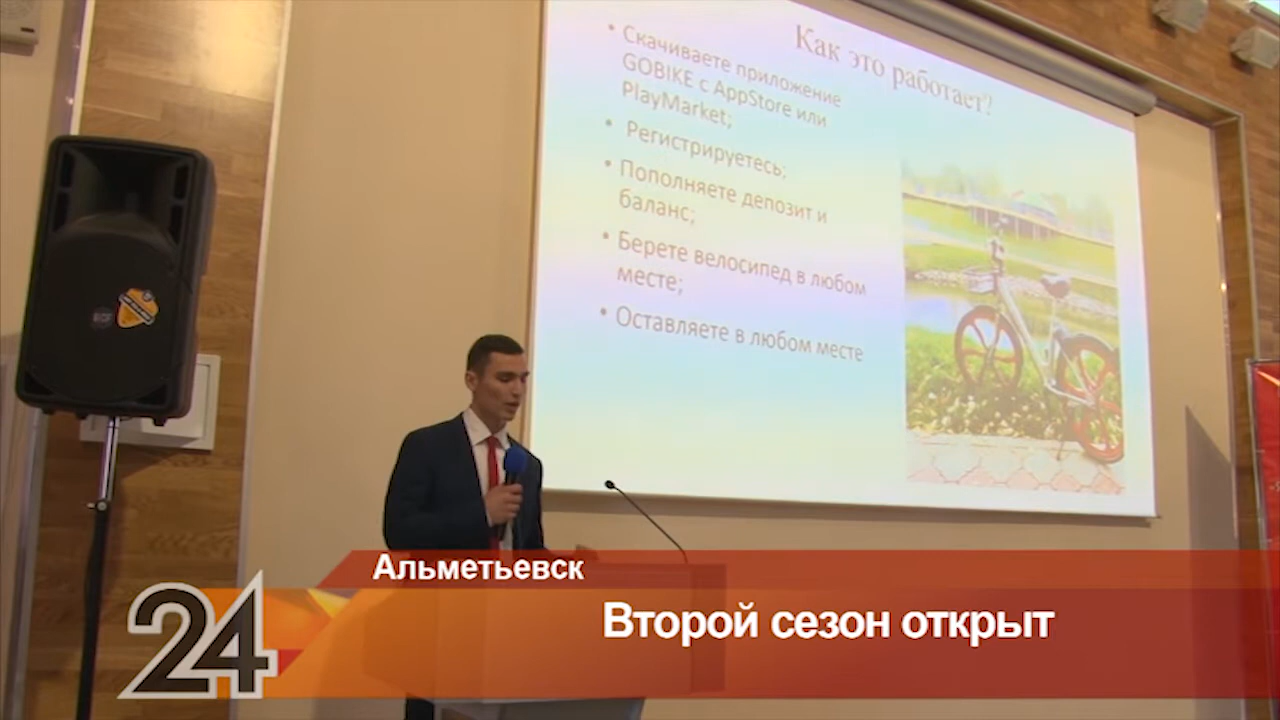 Как это работает?
• Скачиваете приложение
GOBIKE с AppStore или
PlayMarket;
• Регистрируетесь;
• Пополняете депозит и
баланс;
• Берете велосипед в любом
месте;
• Оставляете в любом месте
Альметьевск
24
Второй сезон открыт